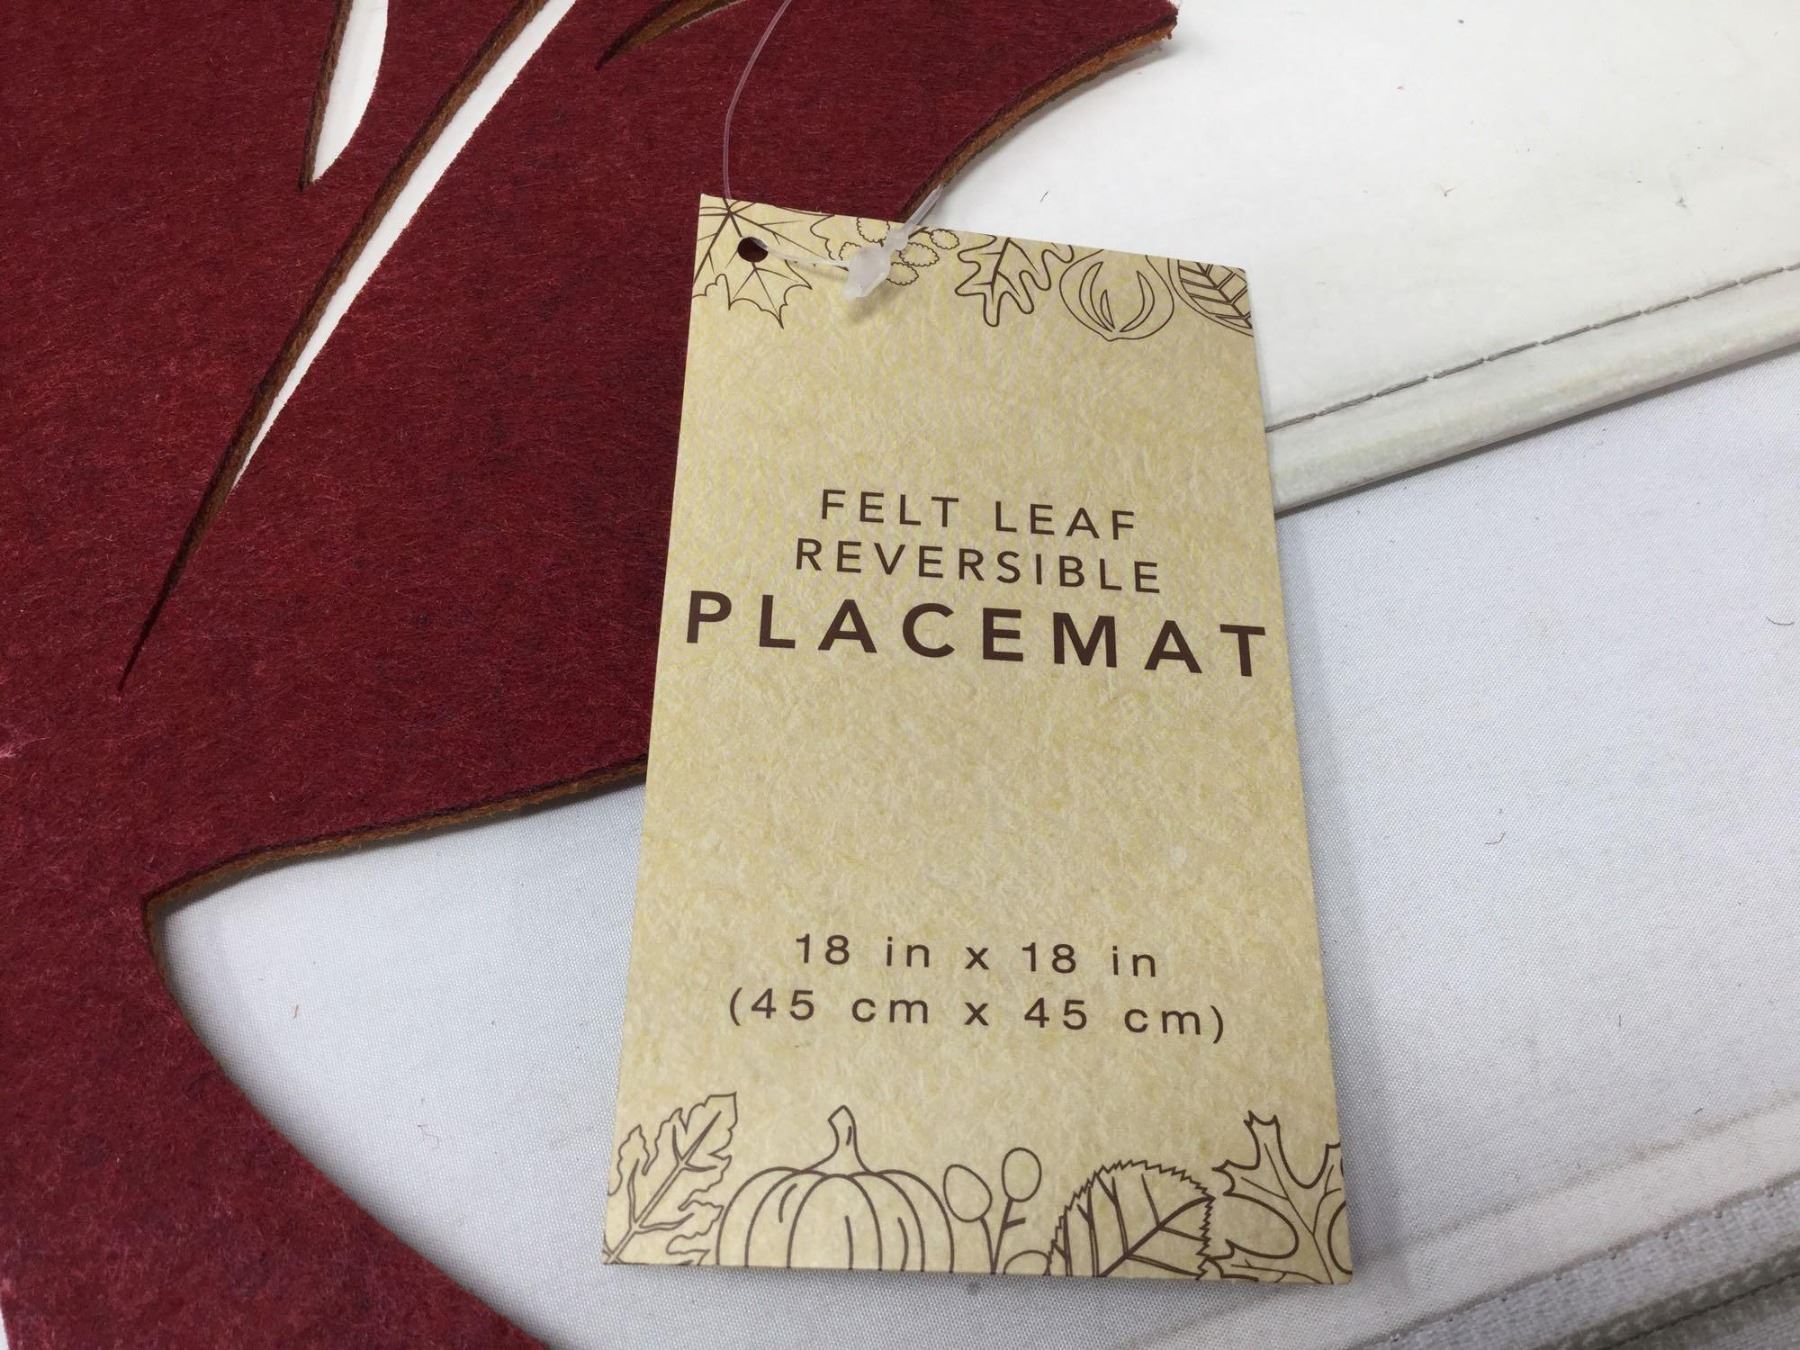 FELT LEAF
REVERSIBLE
PLACEMAT
18 in x 18 in
(45 cm x 45 cm)